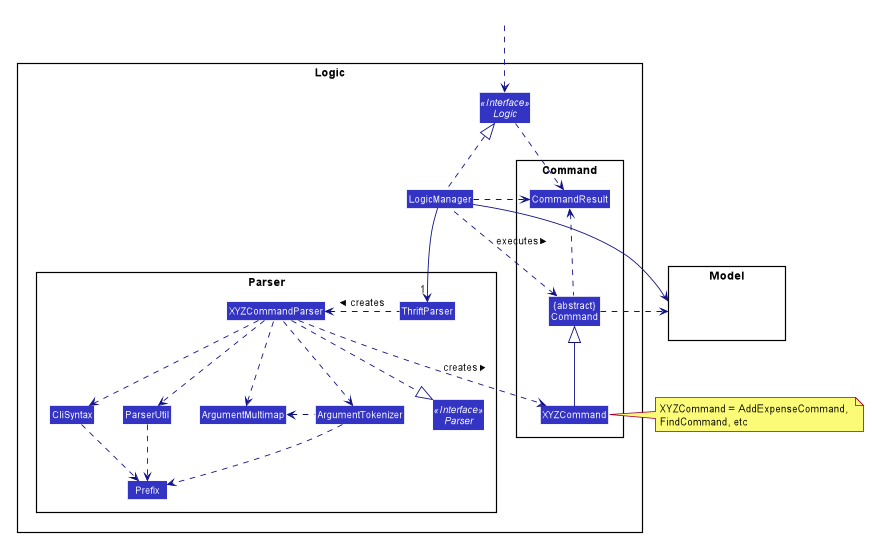 Logic
«Interface»
Logic
Command
LogicManager
CommandResult
executes ►
Model
Parser
1
◄ creates
XYZCommandParser
ThriftParser
{abstract}
Command
creates ►
CliSyntax
ParserUtil
ArgumentMultimap
ArgumentTokenizer
«Interface»
Parser
XYZCommand
XYZCommand = AddExpenseCommand,
FindCommand, etc
Prefix